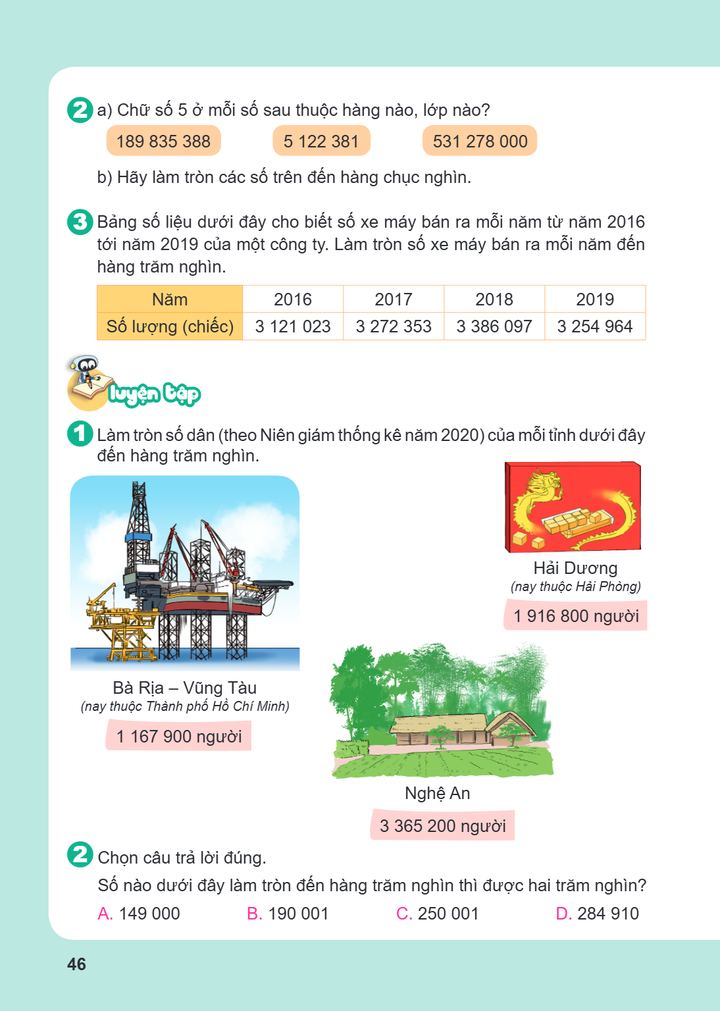 2 a) Chữ số 5 ở mỗi số sau thuộc hàng nào, lớp nào?
189 835 388 5 122 381 531 278 000
b) Hãy làm tròn các số trên đến hàng chục nghìn.
3 Bảng số liệu dưới đây cho biết số xe máy bán ra mỗi năm từ năm 2016
tới năm 2019 của một công ty. Làm tròn số xe máy bán ra mỗi năm đến
hàng trăm nghìn.
Năm 2016 2017 2018 2019
Số lượng (chiếc) 3 121 023 3 272 353 3 386 097 3 254 964
luyện tập
1 Làm tròn số dân (theo Niên giám thống kê năm 2020) của mỗi tỉnh dưới đây
đến hàng trăm nghìn.
Hải Dương
(nay thuộc Hải Phòng)
1 916 800 người
Bà Rịa – Vũng Tàu
(nay thuộc Thành phố Hồ Chí Minh)
1 167 900 người
Nghệ An
3 365 200 người
2 Chọn câu trả lời đúng.
Số nào dưới đây làm tròn đến hàng trăm nghìn thì được hai trăm nghìn?
A. 149 000 B. 190 001 C. 250 001 D. 284 910
46